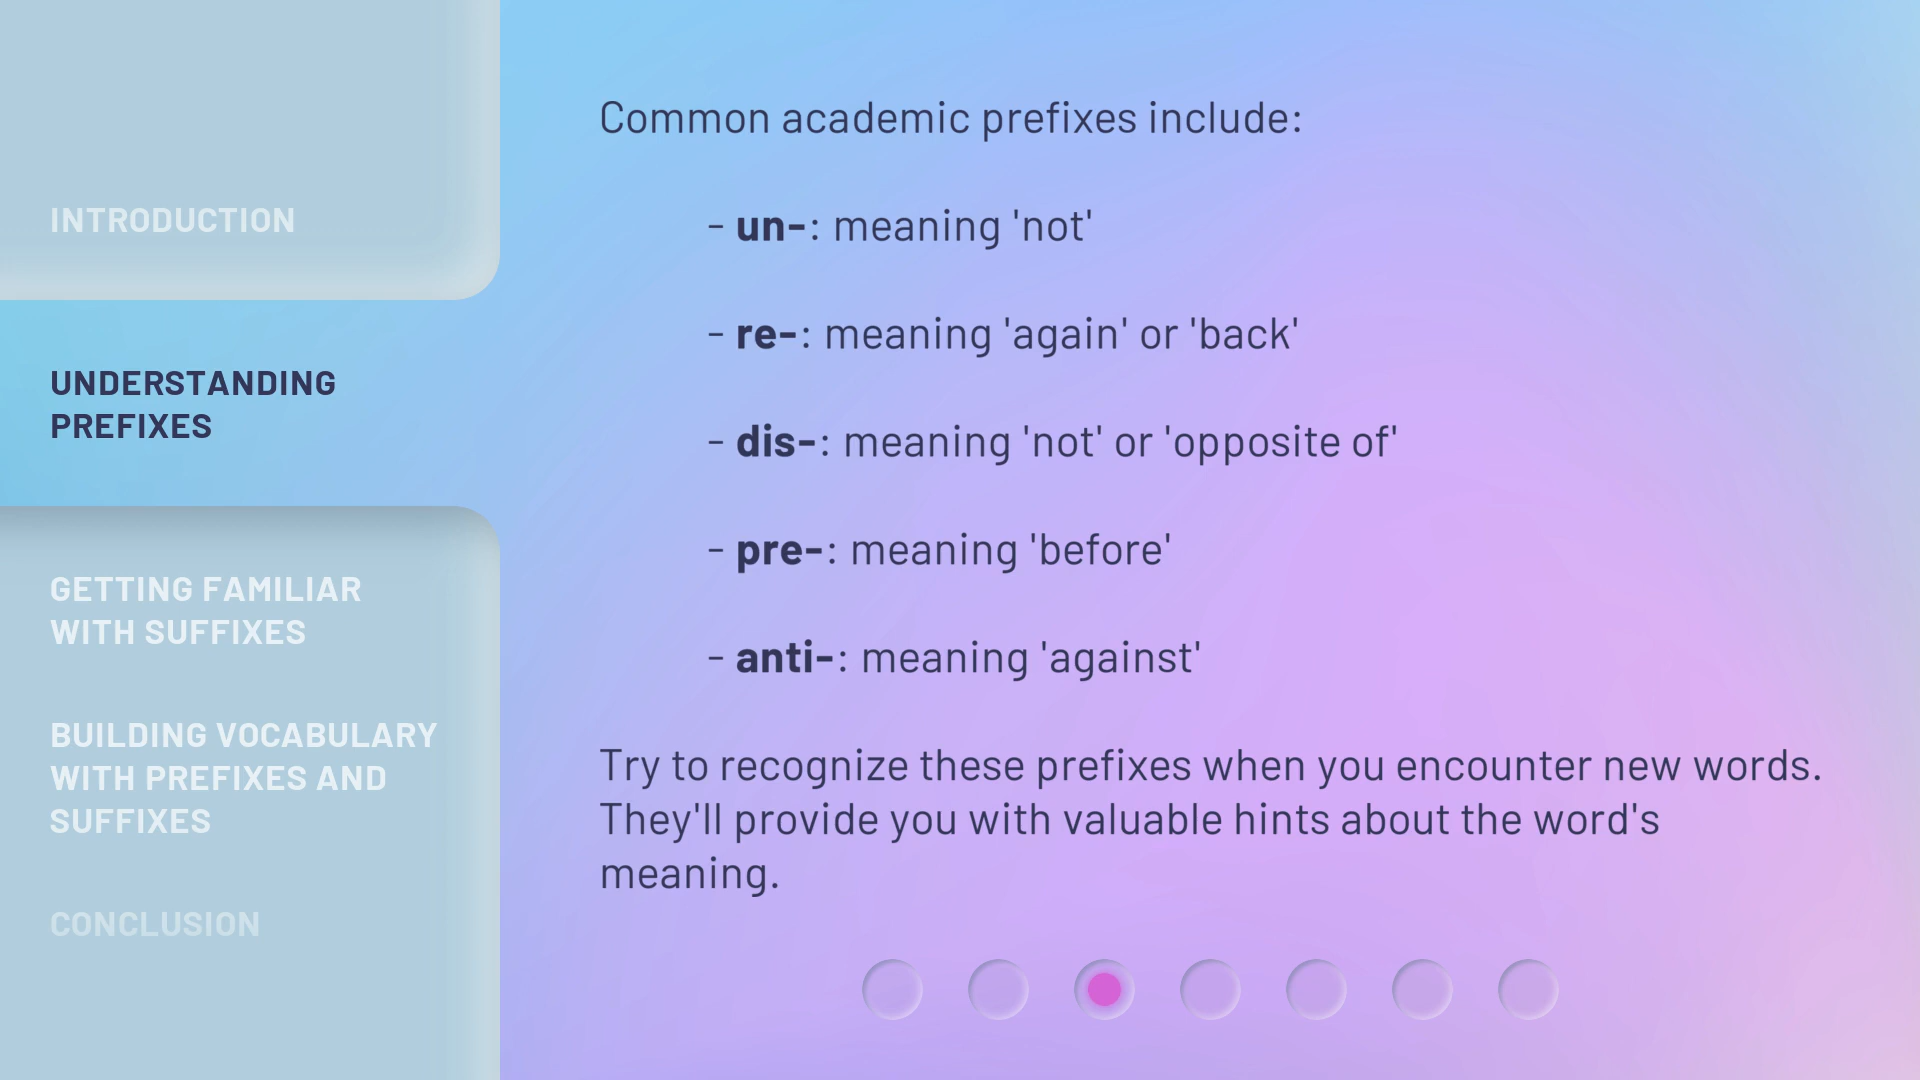 INTRODUCTION
UNDERSTANDING
PREFIXES
GETTING FAMILIAR
WITH SUFFIXES
BUILDING VOCABULARY
WITH PREFIXES AND
SUFFIXES
CONCLUSION
Common academic prefixes include:
- un-: meaning 'not'
- re-: meaning 'again' or 'back'
- dis-: meaning 'not' or 'opposite of'
- pre-: meaning 'before'
- anti-: meaning 'against'
Try to recognize these prefixes when you encounter new words.
They'll provide you with valuable hints about the word's
meaning.